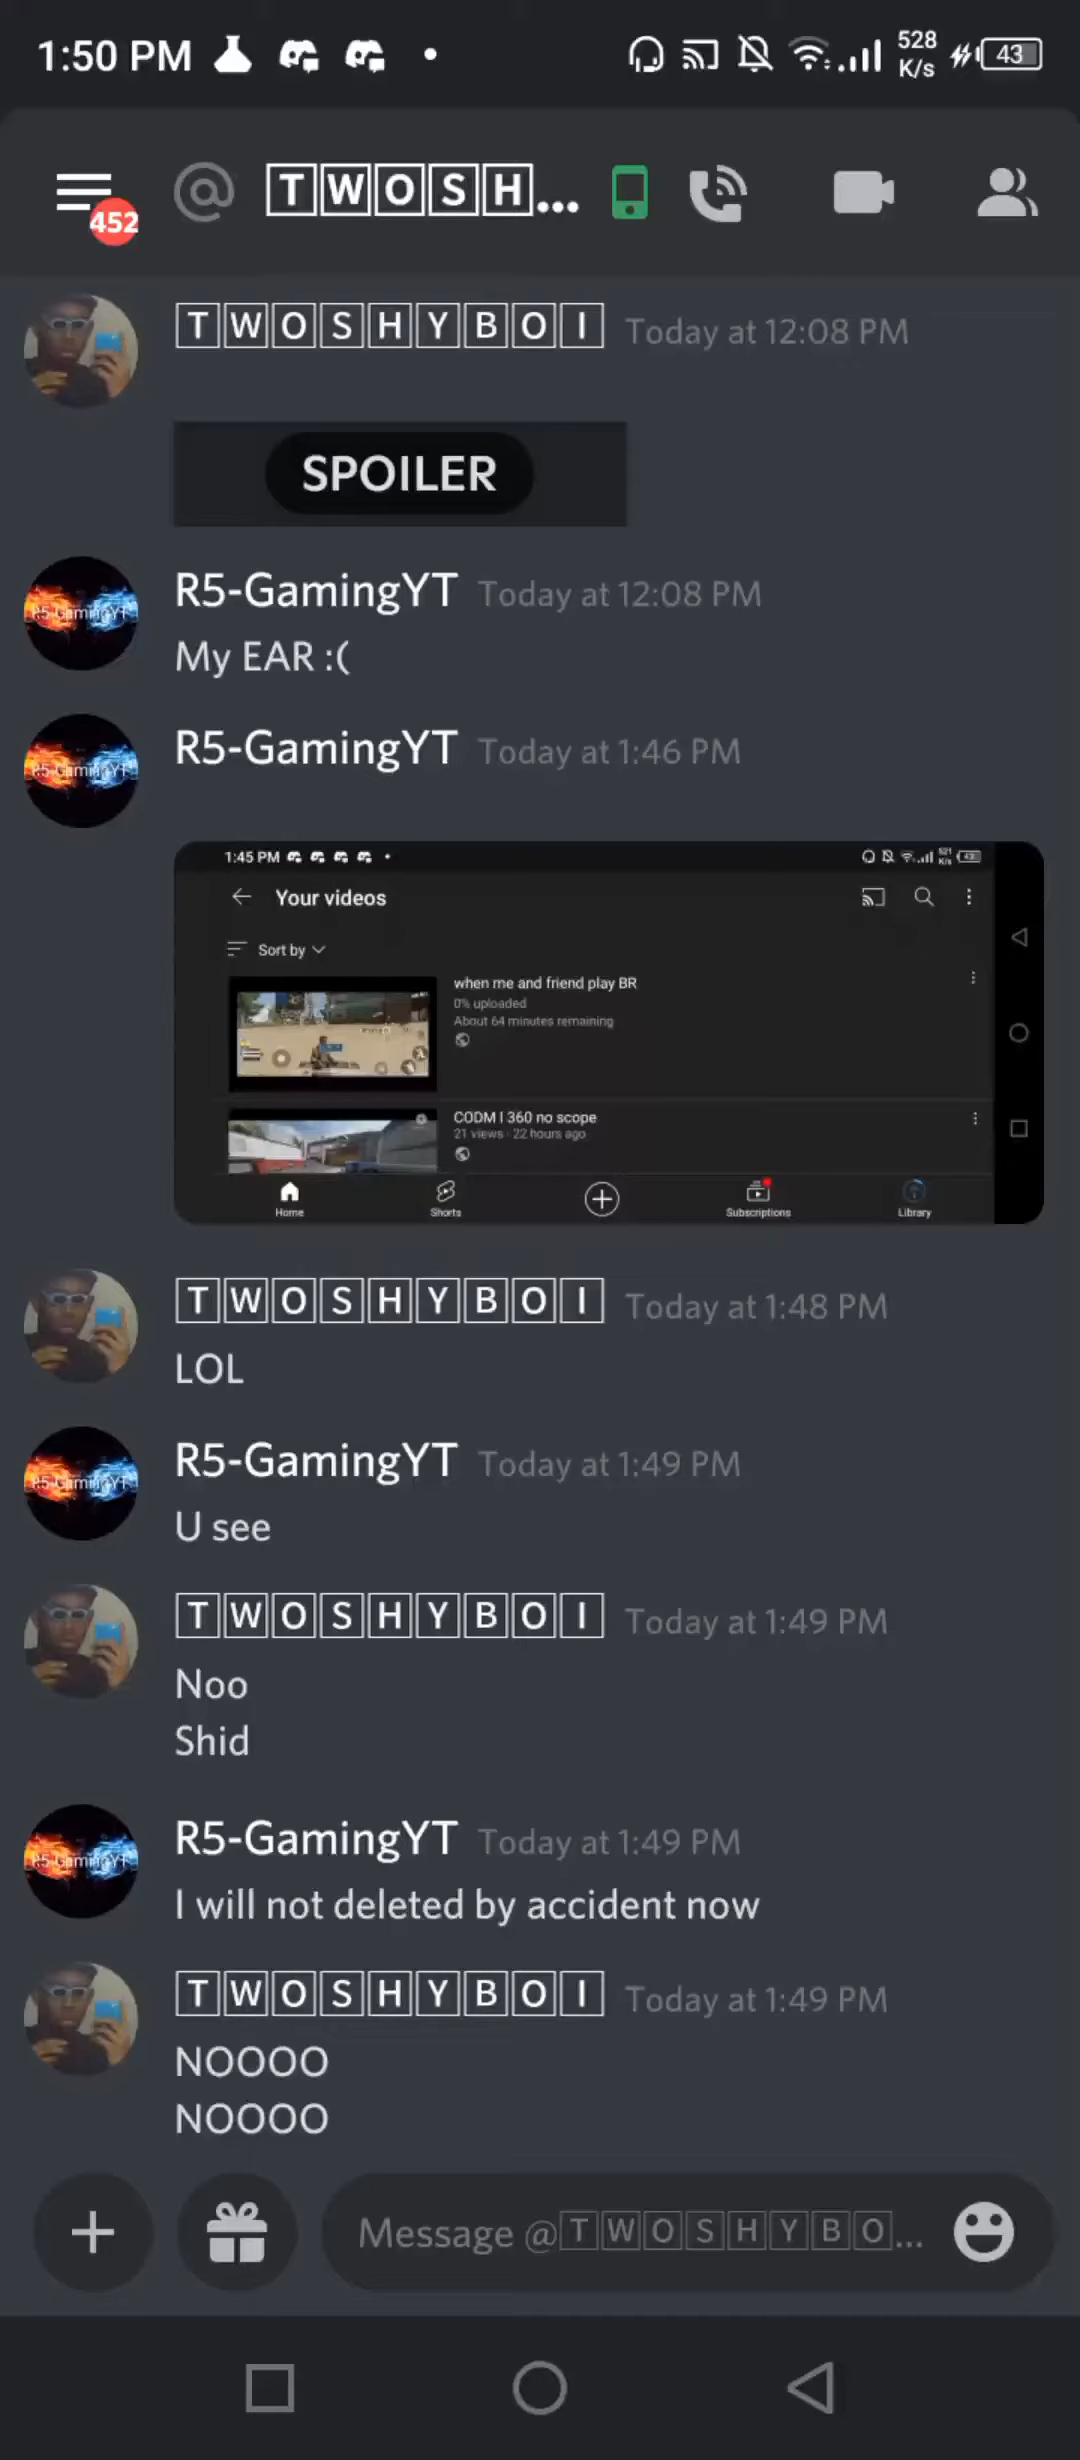 1:50 PM
528
K/s
43
452
@ 🅃🅆🄾🅂🄷...
🅃🅆🄾🅂🄷🅈🄱🄾🄸 Today at 12:08 PM
SPOILER
R5-GamingYT Today at 12:08 PM
My EAR :(
R5-GamingYT Today at 1:46 PM
1:45 PM
Your videos
Sort by
when me and friend play BR
0% uploaded
About 64 minutes remaining
CODM | 360 no scope
21 views · 22 hours ago
Home Shorts Subscriptions Library
🅃🅆🄾🅂🄷🅈🄱🄾🄸 Today at 1:48 PM
LOL
R5-GamingYT Today at 1:49 PM
U see
🅃🅆🄾🅂🄷🅈🄱🄾🄸 Today at 1:49 PM
Noo
Shid
R5-GamingYT Today at 1:49 PM
I will not deleted by accident now
🅃🅆🄾🅂🄷🅈🄱🄾🄸 Today at 1:49 PM
NOOOO
NOOOO
Message @🅃🅆🄾🅂🄷🅈🄱🄾...